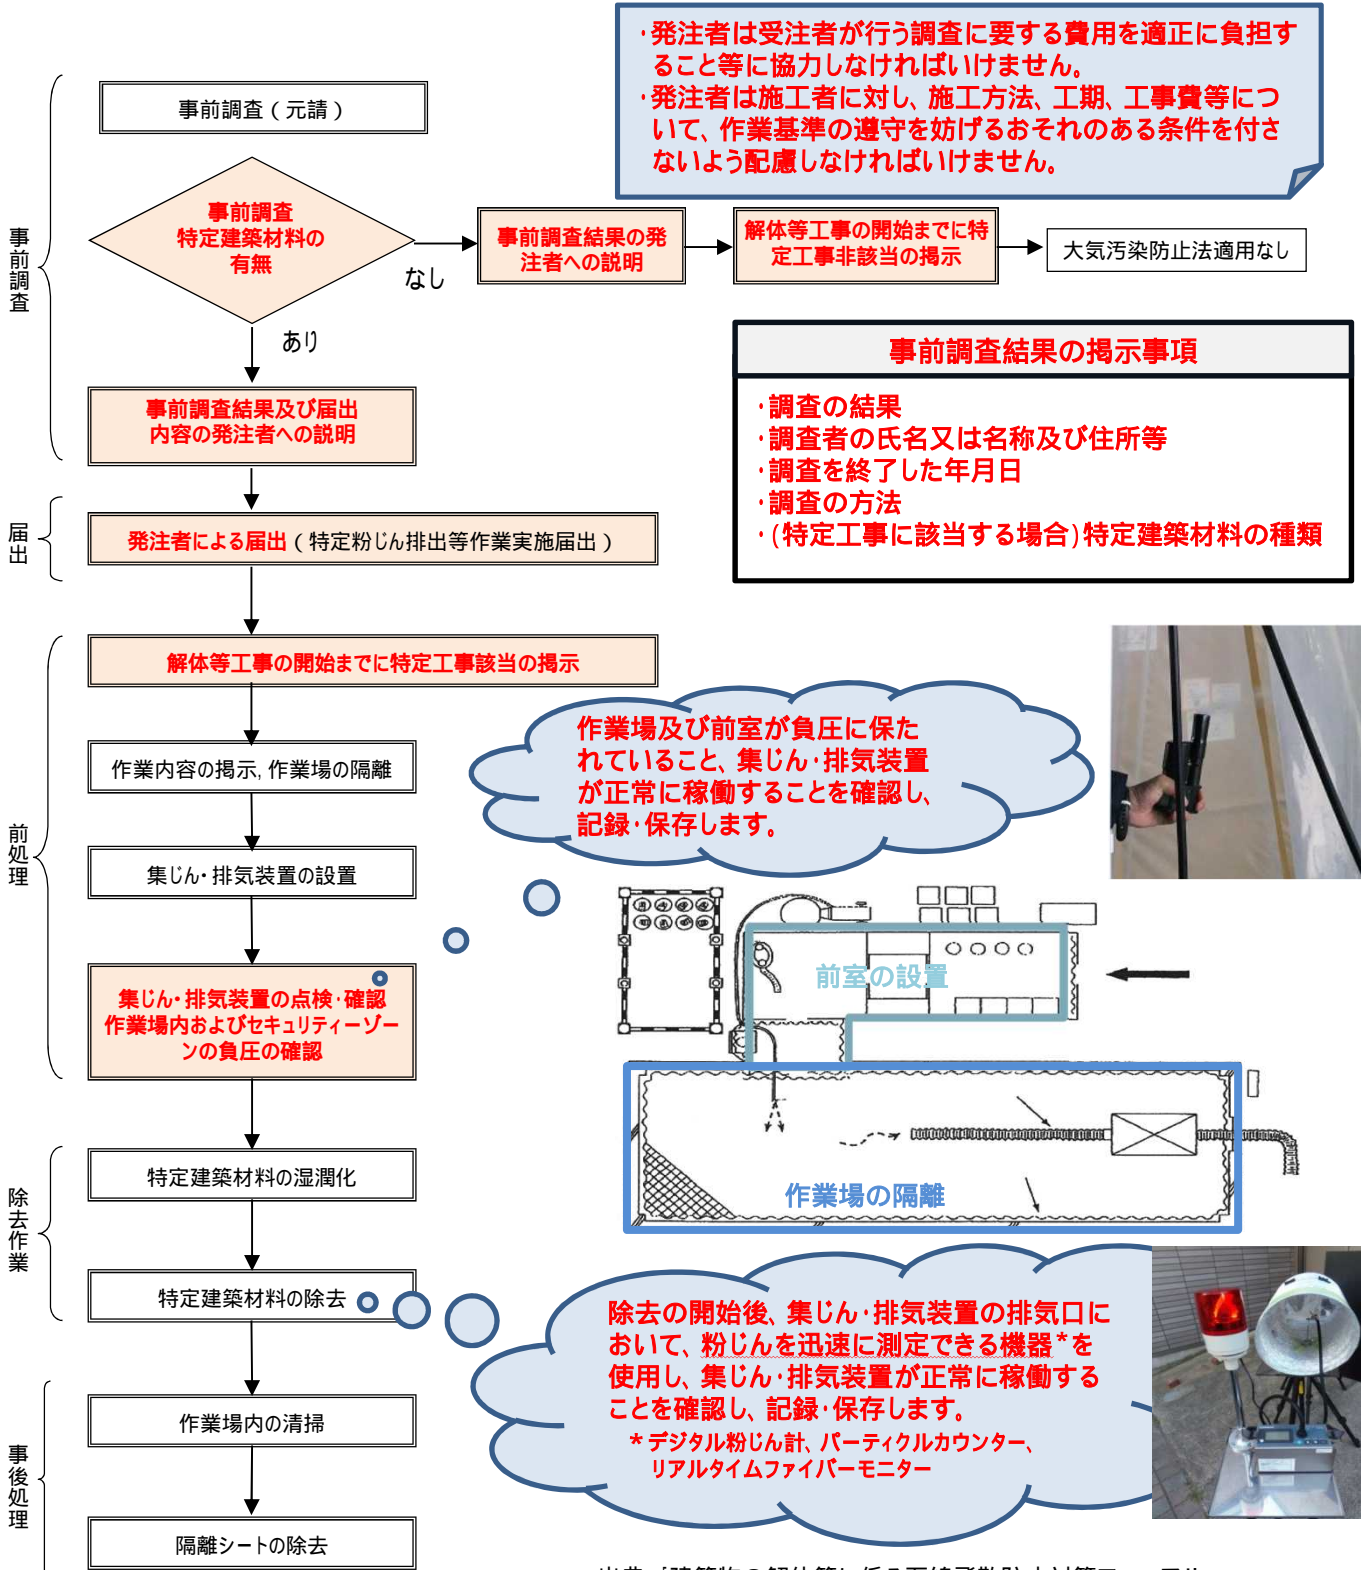 ・発注者は受注者が行う調査に要する費用を適正に負担す
ること等に協力しなければいけません。
・発注者は施工者に対し、施工方法、工期、工事費等につ
いて、作業基準の遵守を妨げるおそれのある条件を付さ
ないよう配慮しなければいけません。
事前調査
事前調査（元請）
事前調査
特定建築材料の
有無
なし
事前調査結果の発
注者への説明
解体等工事の開始までに特
定工事非該当の掲示
大気汚染防止法適用なし
あり
事前調査結果及び届出
内容の発注者への説明
事前調査結果の掲示事項
・調査の結果
・調査者の氏名又は名称及び住所等
・調査を終了した年月日
・調査の方法
・(特定工事に該当する場合)特定建築材料の種類
届出
発注者による届出（特定粉じん排出等作業実施届出）
前処理
解体等工事の開始までに特定工事該当の掲示
作業内容の掲示,作業場の隔離
集じん・排気装置の設置
集じん・排気装置の点検・確認
作業場内およびセキュリティーゾー
ンの負圧の確認
作業場及び前室が負圧に保た
れていること、集じん・排気装置
が正常に稼働することを確認し、
記録・保存します。
前室の設置
作業場の隔離
除去作業
特定建築材料の湿潤化
特定建築材料の除去
除去の開始後、集じん・排気装置の排気口に
おいて、粉じんを迅速に測定できる機器*を
使用し、集じん・排気装置が正常に稼働する
ことを確認し、記録・保存します。
*デジタル粉じん計、パーティクルカウンター、
リアルタイムファイバーモニター
事後処理
作業場内の清掃
隔離シートの除去